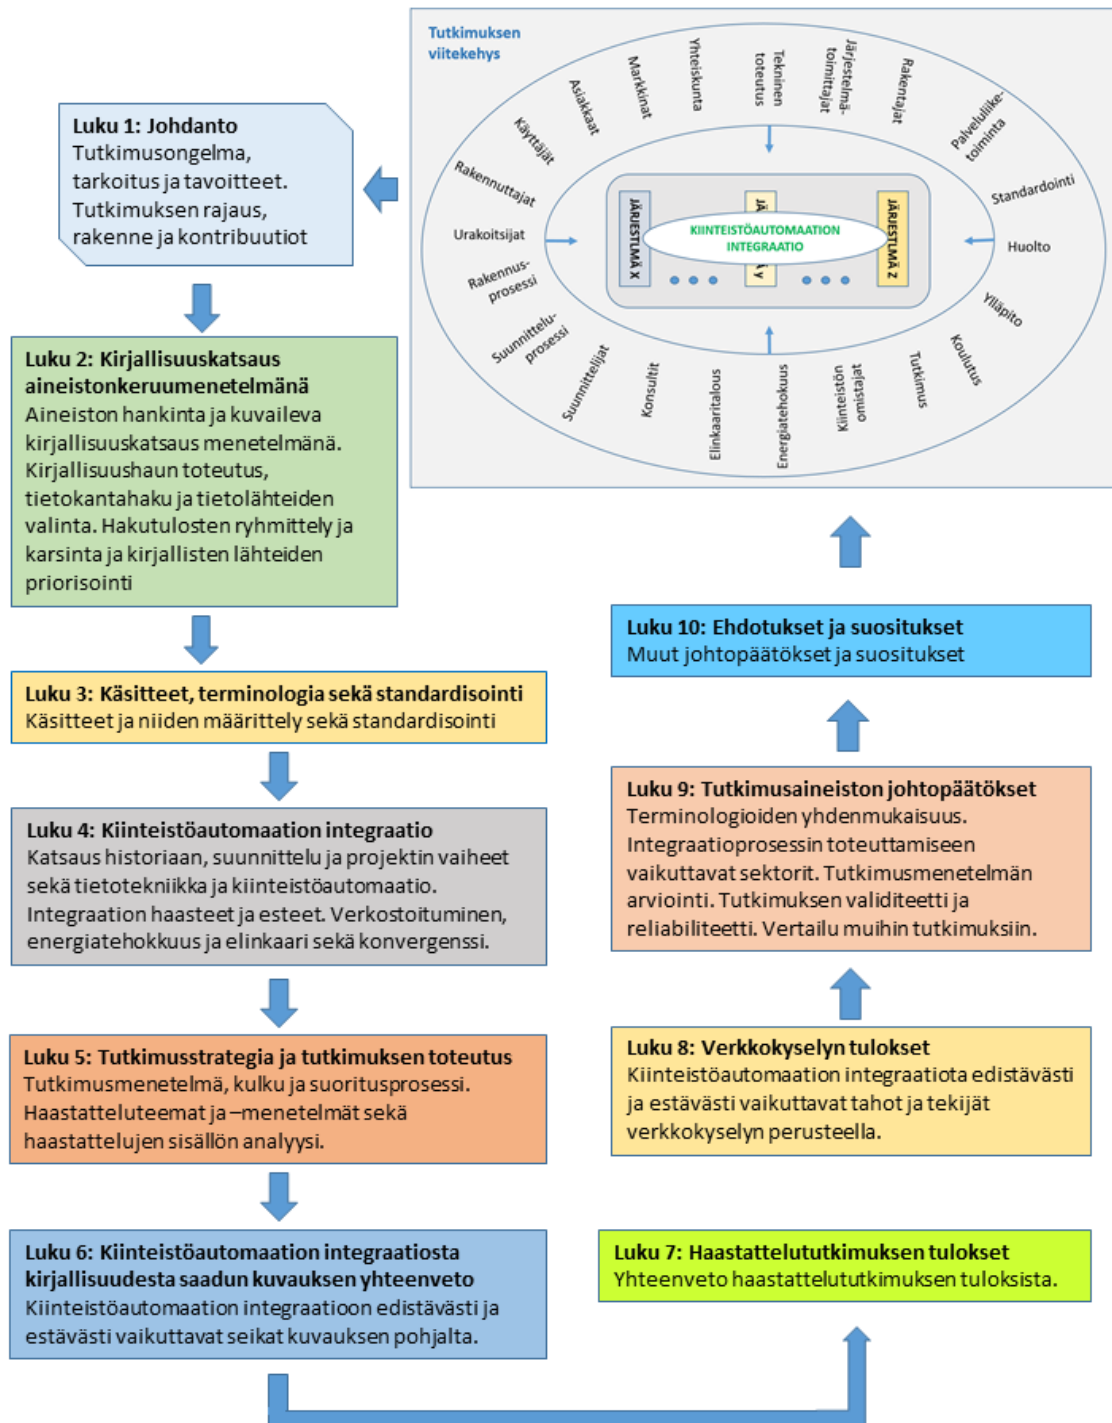 Tutkimuksen
viitekehys
Rakennuttajat
Käyttäjät
Asiakkaat
Markkinat
Yhteiskunta
Tekninen
toteutus
Järjestelmä-
toimittajat
Rakentajat
Palveluliike-
toiminta
Standardointi
Huolto
Ylläpito
Koulutus
Tutkimus
Kiinteistön
omistajat
Energiatehokuus
Elinkaaritalous
Konsultit
Suunnittelijat
Suunnittelu-
prosessi
Rakennus-
prosessi
Urakoitsijat
JÄRJESTLMÄ X
JÄ
Ä y
JÄRJESTLMÄ Z
KIINTEISTÖAUTOMAATION
INTEGRAATIO
Luku 1: Johdanto
Tutkimusongelma,
tarkoitus ja tavoitteet.
Tutkimuksen rajaus,
rakenne ja kontribuutiot
Luku 2: Kirjallisuuskatsaus
aineistonkeruumenetelmänä
Aineiston hankinta ja kuvaileva
kirjallisuuskatsaus menetelmänä.
Kirjallisuushaun toteutus,
tietokantahaku ja tietolähteiden
valinta. Hakutulosten ryhmittely ja
karsinta ja kirjallisten lähteiden
priorisointi
Luku 3: Käsitteet, terminologia sekä standardisointi
Käsitteet ja niiden määrittely sekä standardisointi
Luku 4: Kiinteistöautomaation integraatio
Katsaus historiaan, suunnittelu ja projektin vaiheet
sekä tietotekniikka ja kiinteistöautomaatio.
Integraation haasteet ja esteet. Verkostoituminen,
energiatehokkuus ja elinkaari sekä konvergenssi.
Luku 5: Tutkimusstrategia ja tutkimuksen toteutus
Tutkimusmenetelmä, kulku ja suoritusprosessi.
Haastatteluteemat ja –menetelmät sekä
haastattelujen sisällön analyysi.
Luku 6: Kiinteistöautomaation integraatiosta
kirjallisuudesta saadun kuvauksen yhteenveto
Kiinteistöautomaation integraatioon edistävästi ja
estävästi vaikuttavat seikat kuvauksen pohjalta.
Luku 7: Haastattelututkimuksen tulokset
Yhteenveto haastattelututkimuksen tuloksista.
Luku 8: Verkkokyselyn tulokset
Kiinteistöautomaation integraatiota edistävästi
ja estävästi vaikuttavat tahot ja tekijät
verkkokyselyn perusteella.
Luku 9: Tutkimusaineiston johtopäätökset
Terminologioiden yhdenmukaisuus.
Integraatioprosessin toteuttamiseen
vaikuttavat sektorit. Tutkimusmenetelmän
arviointi. Tutkimuksen validiteetti ja
reliabiliteetti. Vertailu muihin tutkimuksiin.
Luku 10: Ehdotukset ja suositukset
Muut johtopäätökset ja suositukset